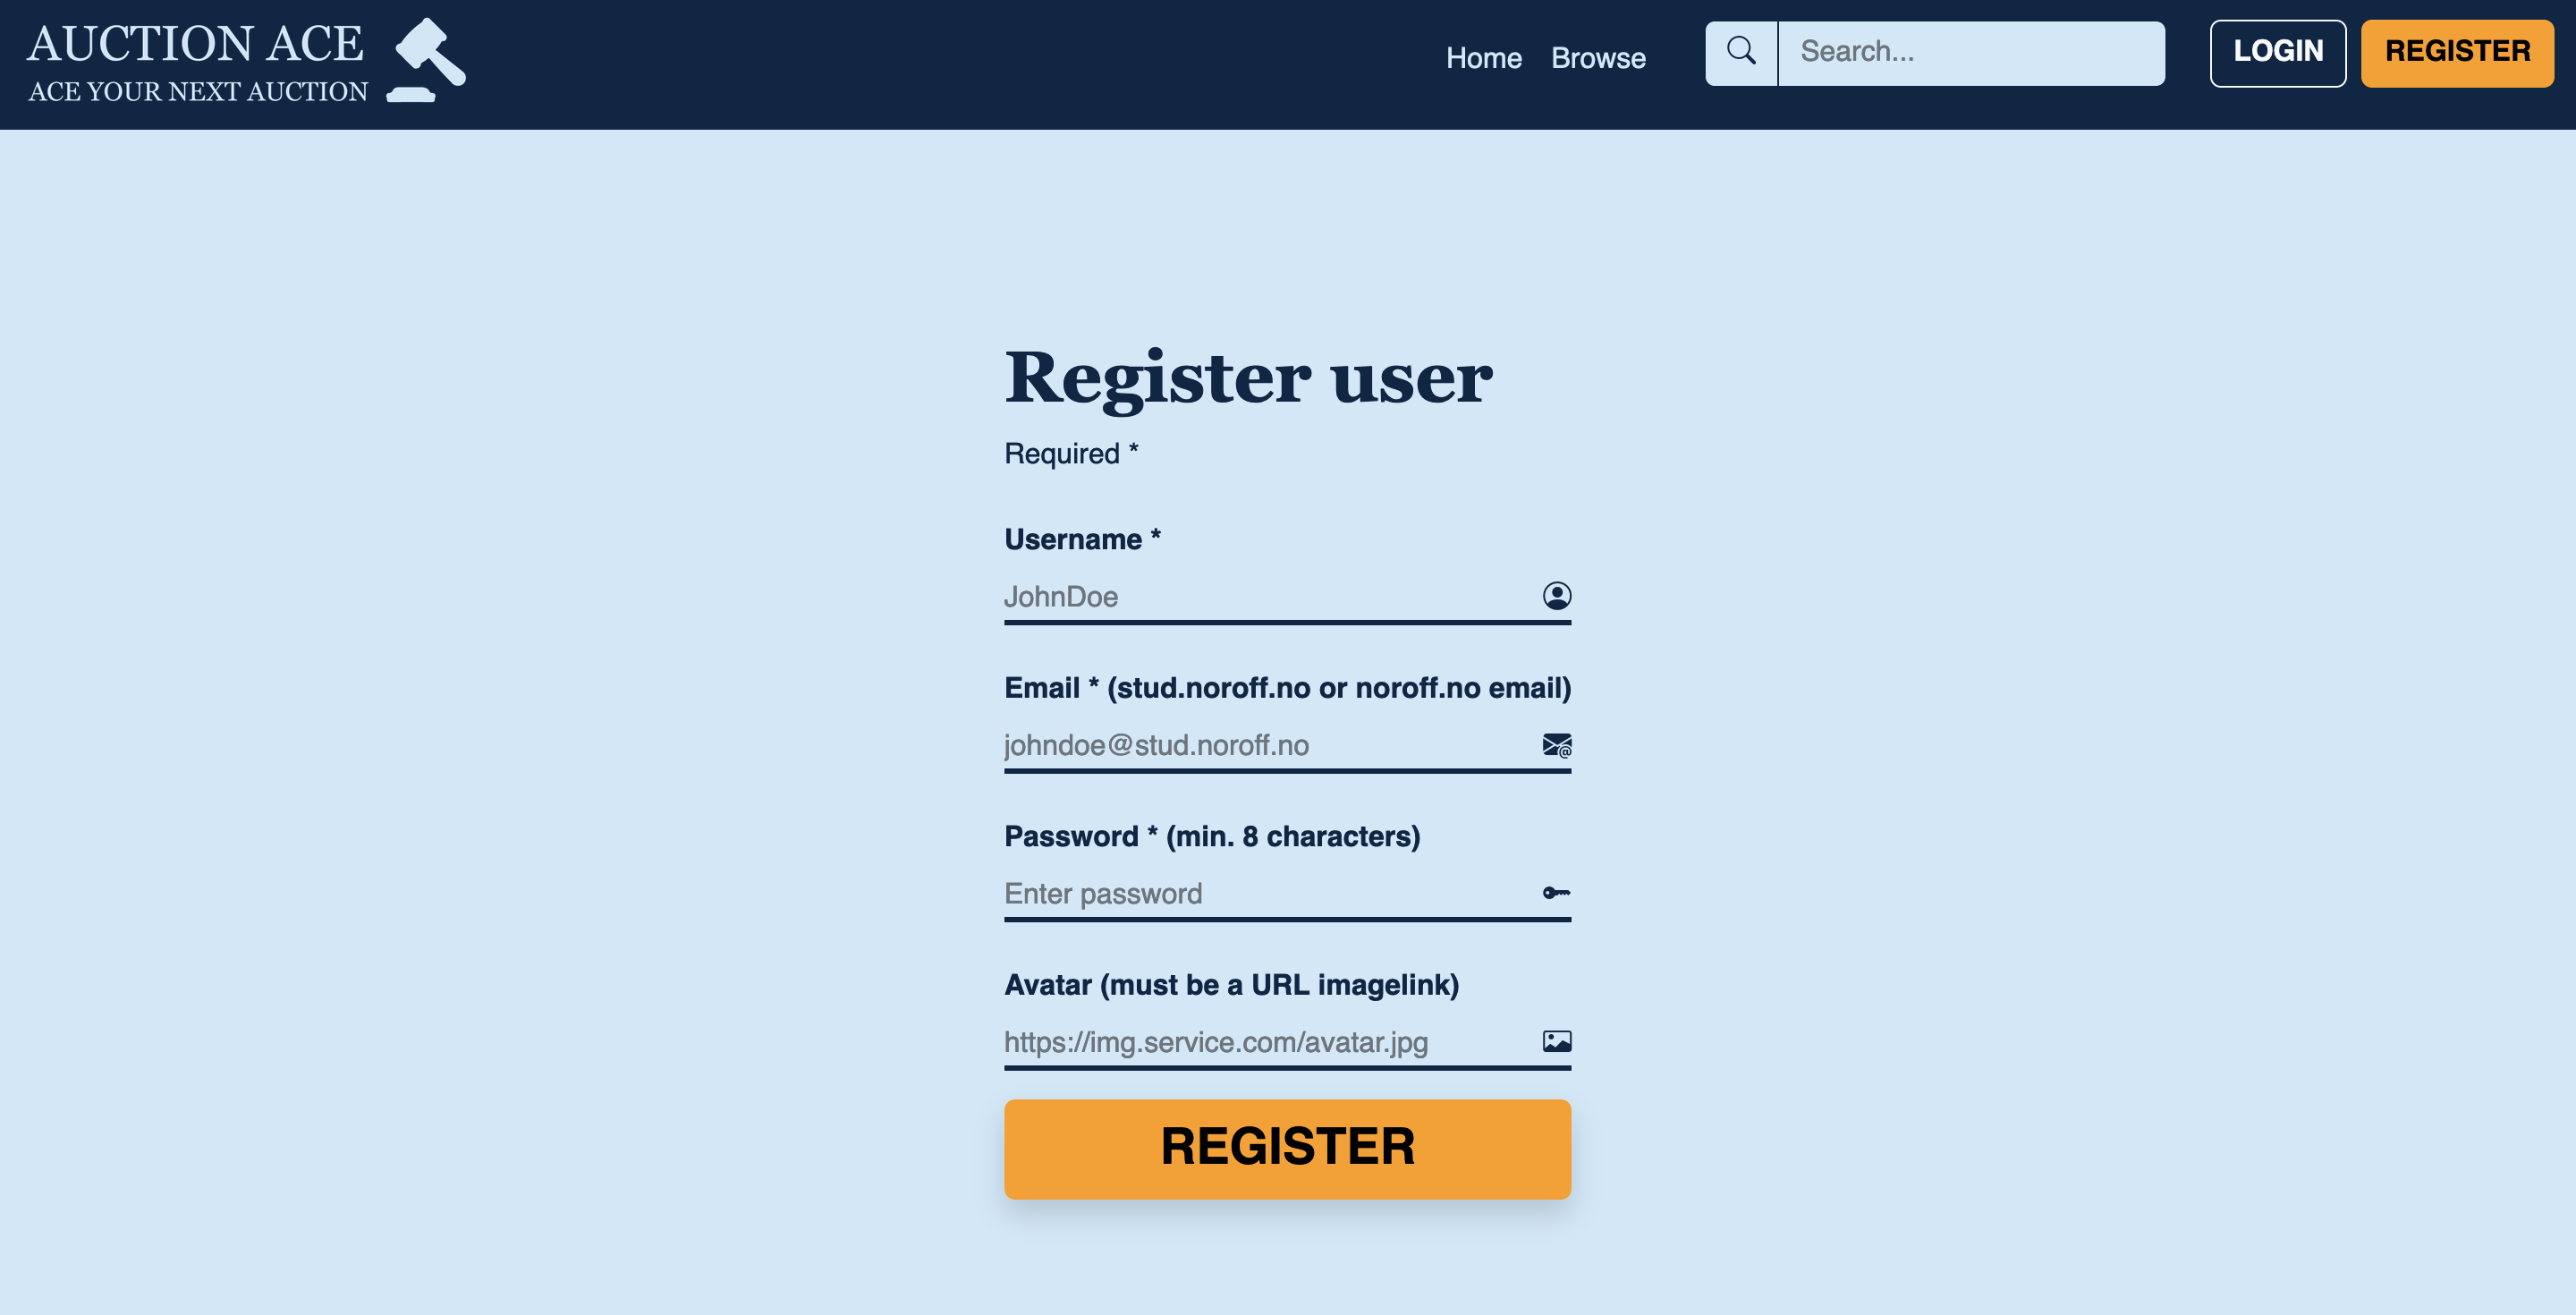 AUCTION ACE
ACE YOUR NEXT AUCTION
Home Browse Search... LOGIN REGISTER
Register user
Required *
Username *
JohnDoe
Email * (stud.noroff.no or noroff.no email)
johndoe@stud.noroff.no
Password * (min. 8 characters)
Enter password
Avatar (must be a URL imagelink)
https://img.service.com/avatar.jpg
REGISTER